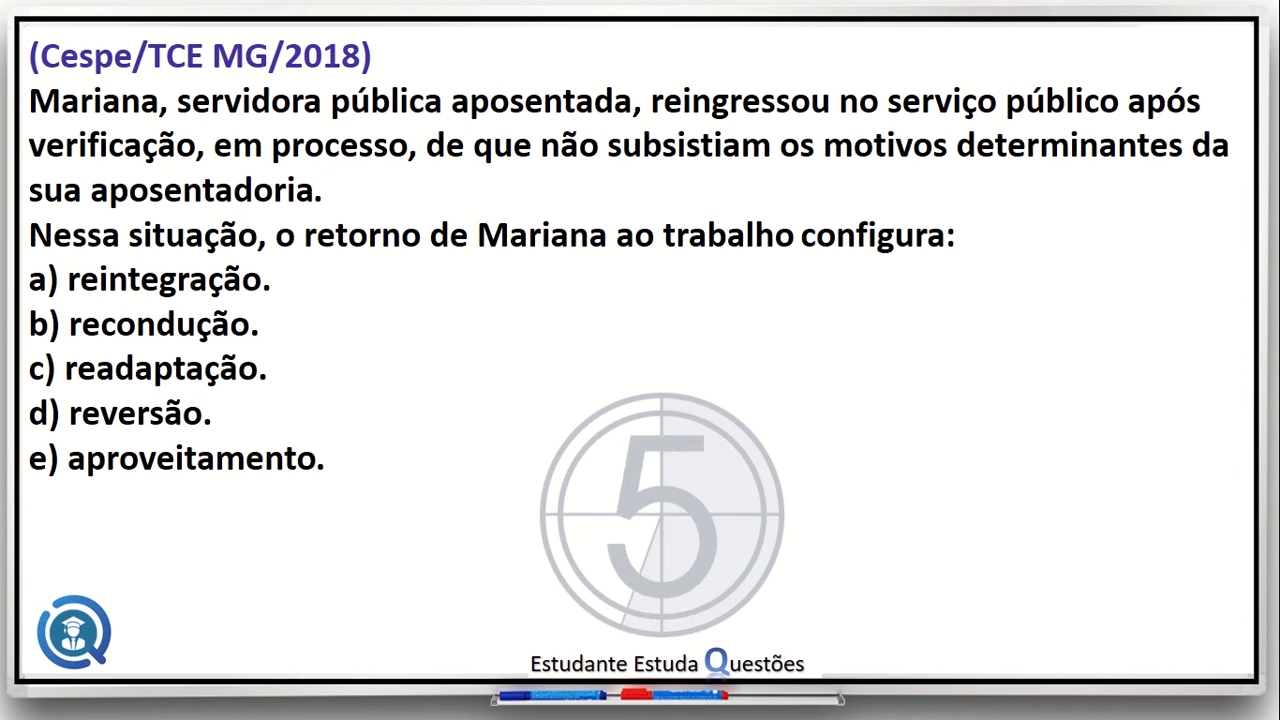 (Cespe/TCE MG/2018)
Mariana, servidora pública aposentada, reingressou no serviço público após
verificação, em processo, de que não subsistiam os motivos determinantes da
sua aposentadoria.
Nessa situação, o retorno de Mariana ao trabalho configura:
a) reintegração.
b) recondução.
c) readaptação.
d) reversão.
e) aproveitamento.
5
Estudante Estuda Questões